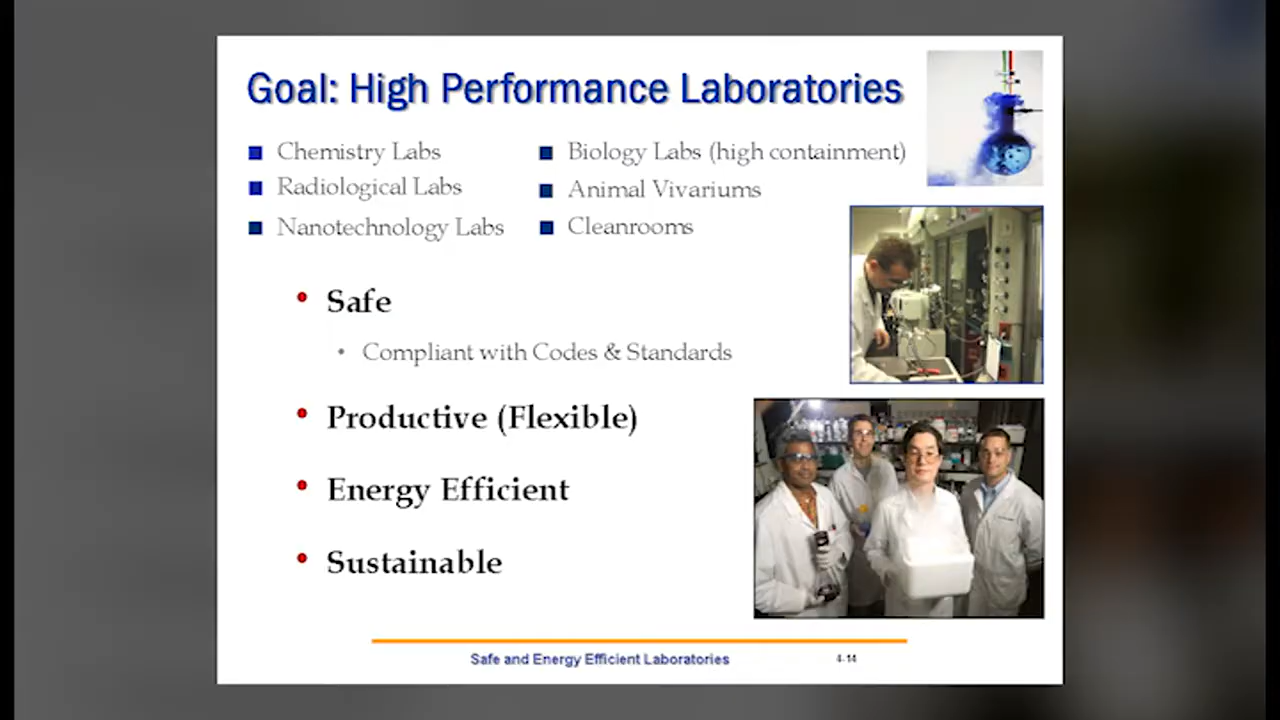 Goal: High Performance Laboratories
Chemistry Labs
Radiological Labs
Nanotechnology Labs
Biology Labs (high containment)
Animal Vivariums
Cleanrooms
Safe
Compliant with Codes & Standards
Productive (Flexible)
Energy Efficient
Sustainable
Safe and Energy Efficient Laboratories
4-14